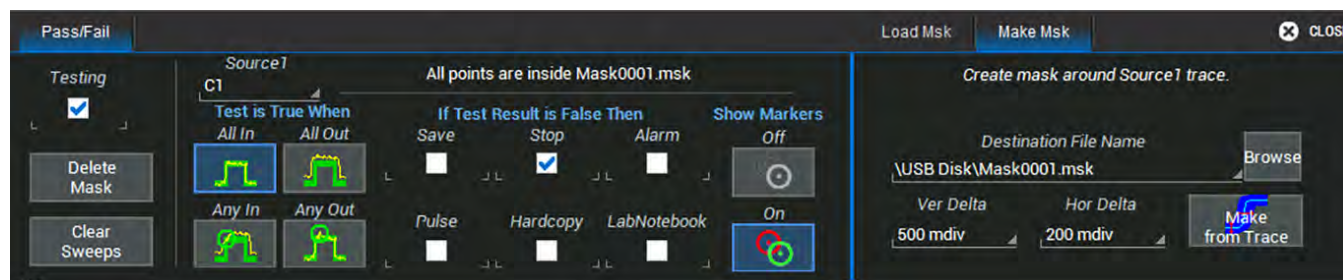 Pass/Fail
Load Msk
Make Msk
CLOS
Testing
Delete
Mask
Clear
Sweeps
Source1
C1
All points are inside Mask0001.msk
Test is True When
If Test Result is False Then
Show Markers
All In
All Out
Save
Stop
Alarm
Off
Any In
Any Out
Pulse
Hardcopy
LabNotebook
On
Create mask around Source1 trace.
Destination File Name
\USB Disk\Mask0001.msk
Browse
Ver Delta
Hor Delta
500 mdiv
200 mdiv
Make
from Trace